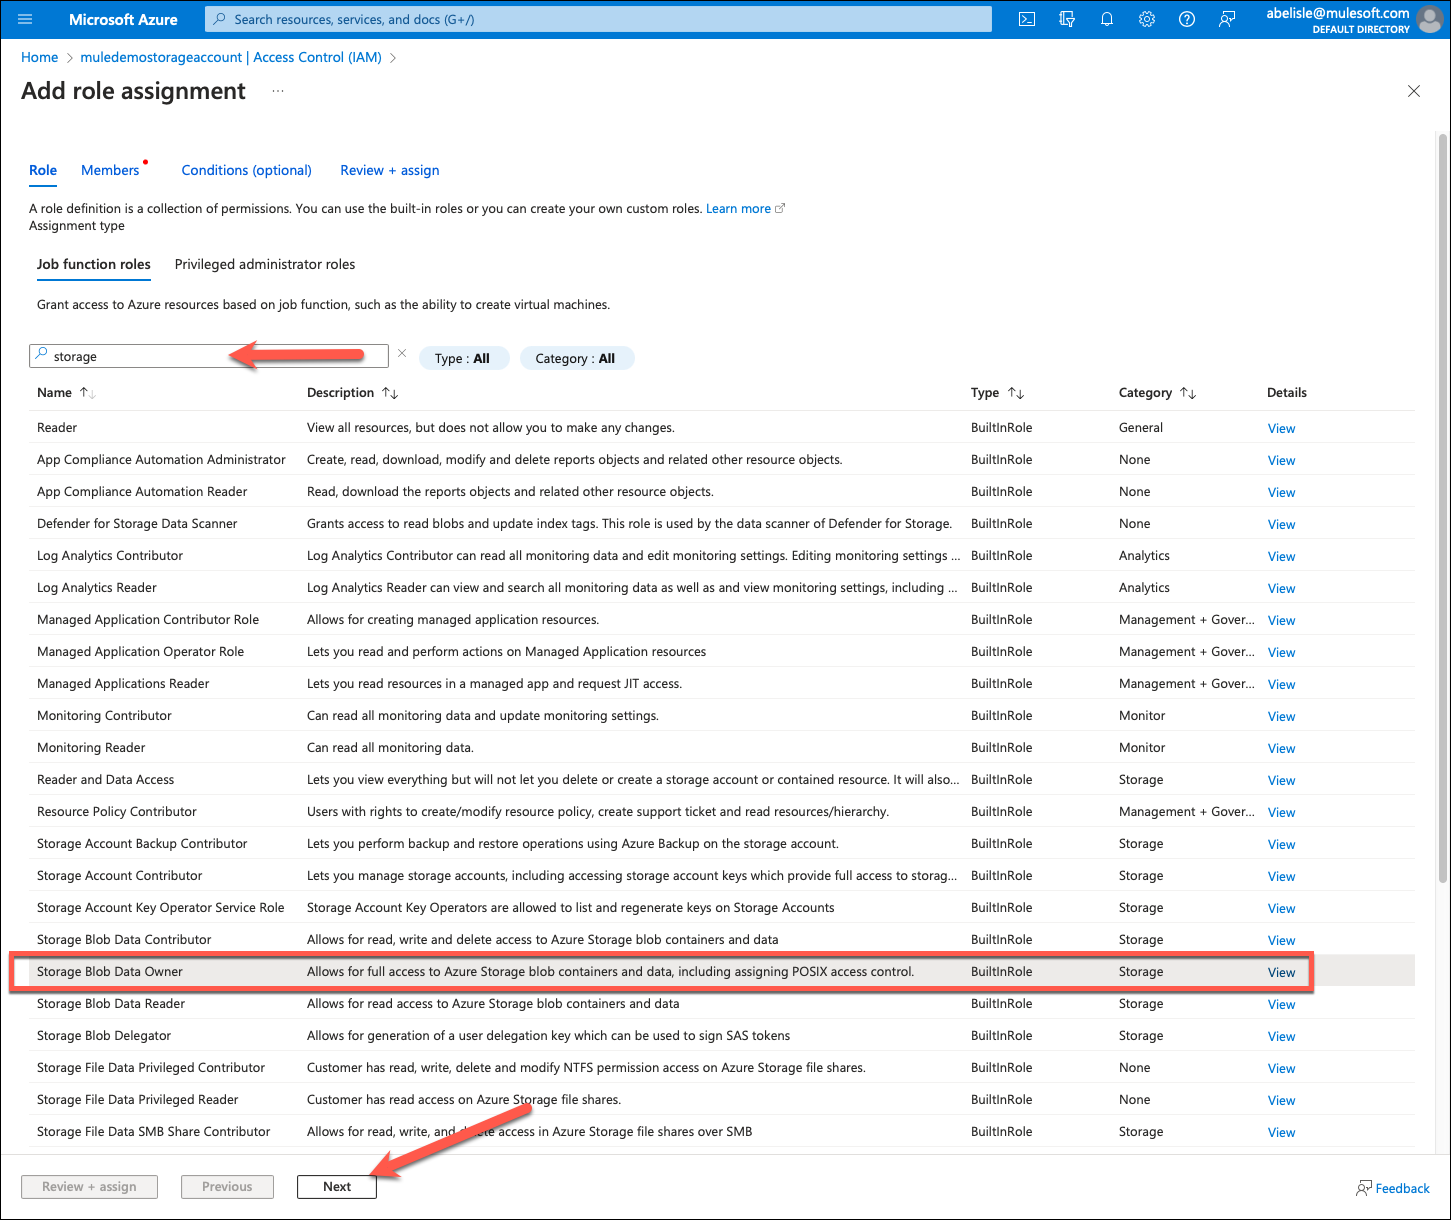 Microsoft Azure
Search resources, services, and docs (G+/)
abelisle@mulesoft.com
DEFAULT DIRECTORY
Home > muledemostorageaccount | Access Control (IAM) >
Add role assignment ...
Role Members Conditions (optional) Review + assign
A role definition is a collection of permissions. You can use the built-in roles or you can create your own custom roles. Learn more
Assignment type
Job function roles Privileged administrator roles
Grant access to Azure resources based on job function, such as the ability to create virtual machines.
storage Type : All Category : All
Name Description Type Category Details
Reader View all resources, but does not allow you to make any changes. BuiltInRole General View
App Compliance Automation Administrator Create, read, download, modify and delete reports objects and related other resource objects. BuiltInRole None View
App Compliance Automation Reader Read, download the reports objects and related other resource objects. BuiltInRole None View
Defender for Storage Data Scanner Grants access to read blobs and update index tags. This role is used by the data scanner of Defender for Storage. BuiltInRole None View
Log Analytics Contributor Log Analytics Contributor can read all monitoring data and edit monitoring settings. Editing monitoring settings ... BuiltInRole Analytics View
Log Analytics Reader Log Analytics Reader can view and search all monitoring data as well as and view monitoring settings, including ... BuiltInRole Analytics View
Managed Application Contributor Role Allows for creating managed application resources. BuiltInRole Management + Gover... View
Managed Application Operator Role Lets you read and perform actions on Managed Application resources BuiltInRole Management + Gover... View
Managed Applications Reader Lets you read resources in a managed app and request JIT access. BuiltInRole Management + Gover... View
Monitoring Contributor Can read all monitoring data and update monitoring settings. BuiltInRole Monitor View
Monitoring Reader Can read all monitoring data. BuiltInRole Monitor View
Reader and Data Access Lets you view everything but will not let you delete or create a storage account or contained resource. It will also... BuiltInRole Storage View
Resource Policy Contributor Users with rights to create/modify resource policy, create support ticket and read resources/hierarchy. BuiltInRole Management + Gover... View
Storage Account Backup Contributor Lets you perform backup and restore operations using Azure Backup on the storage account. BuiltInRole Storage View
Storage Account Contributor Lets you manage storage accounts, including accessing storage account keys which provide full access to storag... BuiltInRole Storage View
Storage Account Key Operator Service Role Storage Account Key Operators are allowed to list and regenerate keys on Storage Accounts BuiltInRole Storage View
Storage Blob Data Contributor Allows for read, write and delete access to Azure Storage blob containers and data BuiltInRole Storage View
Storage Blob Data Owner Allows for full access to Azure Storage blob containers and data, including assigning POSIX access control. BuiltInRole Storage View
Storage Blob Data Reader Allows for read access to Azure Storage blob containers and data BuiltInRole Storage View
Storage Blob Delegator Allows for generation of a user delegation key which can be used to sign SAS tokens BuiltInRole Storage View
Storage File Data Privileged Contributor Customer has read, write, delete and modify NTFS permission access on Azure Storage file shares. BuiltInRole None View
Storage File Data Privileged Reader Customer has read access on Azure Storage file shares. BuiltInRole None View
Storage File Data SMB Share Contributor Allows for read, write, and delete access in Azure Storage file shares over SMB BuiltInRole Storage View
Review + assign Previous Next Feedback